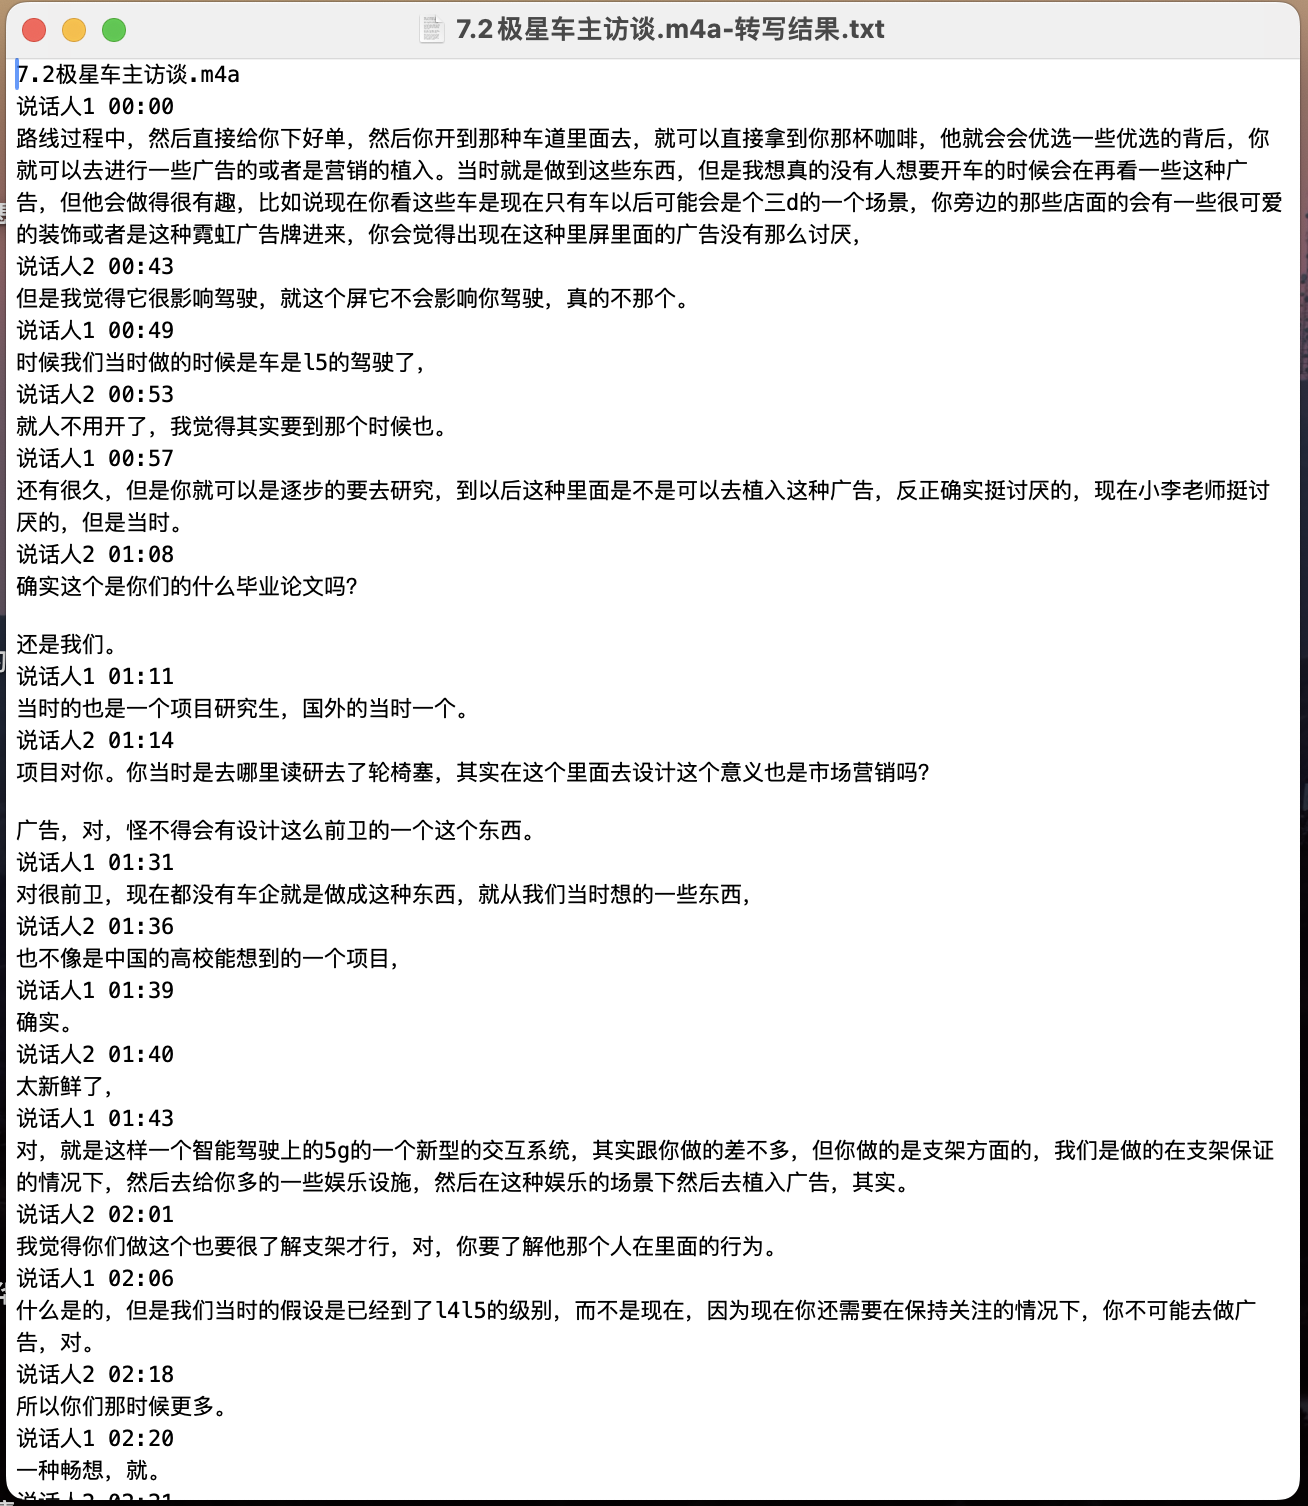 7.2极星车主访谈.m4a-转写结果.txt
7.2极星车主访谈.m4a
说话人1 00:00
路线过程中，然后直接给你下好单，然后你开到那种车道里面去，就可以直接拿到你那杯咖啡，他就会会优选一些优选的背后，你
就可以去进行一些广告的或者是营销的植入。当时就是做到这些东西，但是我想真的没有人想要开车的时候会在再看一些这种广
告，但他会做得很有趣，比如说现在你看这些车是现在只有车以后可能会是个三d的一个场景，你旁边的那些店面的会有一些很可爱
的装饰或者是这种霓虹广告牌进来，你会觉得出现在这种里屏里面的广告没有那么讨厌，
说话人2 00:43
但是我觉得它很影响驾驶，就这个屏它不会影响你驾驶，真的不那个。
说话人1 00:49
时候我们当时做的时候是车是l5的驾驶了，
说话人2 00:53
就人不用开了，我觉得其实要到那个时候也。
说话人1 00:57
还有很久，但是你就可以是逐步的要去研究，到以后这种里面是不是可以去植入这种广告，反正确实挺讨厌的，现在小李老师挺讨
厌的，但是当时。
说话人2 01:08
确实这个是你们的什么毕业论文吗？
还是我们。
说话人1 01:11
当时的也是一个项目研究生，国外的当时一个。
说话人2 01:14
项目对你。你当时是去哪里读研去了轮椅塞，其实在这个里面去设计这个意义也是市场营销吗？
广告，对，怪不得会有设计这么前卫的一个这个东西。
说话人1 01:31
对很前卫，现在都没有车企就是做成这种东西，就从我们当时想的一些东西，
说话人2 01:36
也不像是中国的高校能想到的一个项目，
说话人1 01:39
确实。
说话人2 01:40
太新鲜了，
说话人1 01:43
对，就是这样一个智能驾驶上的5g的一个新型的交互系统，其实跟你做的差不多，但你做的是支架方面的，我们是做的在支架保证
的情况下，然后去给你多的一些娱乐设施，然后在这种娱乐的场景下然后去植入广告，其实。
说话人2 02:01
我觉得你们做这个也要很了解支架才行，对，你要了解他那个人在里面的行为。
说话人1 02:06
什么是的，但是我们当时的假设是已经到了l4l5的级别，而不是现在，因为现在你还需要在保持关注的情况下，你不可能去做广
告，对。
说话人2 02:18
所以你们那时候更多。
说话人1 02:20
一种畅想，就。
说话人2 02:21